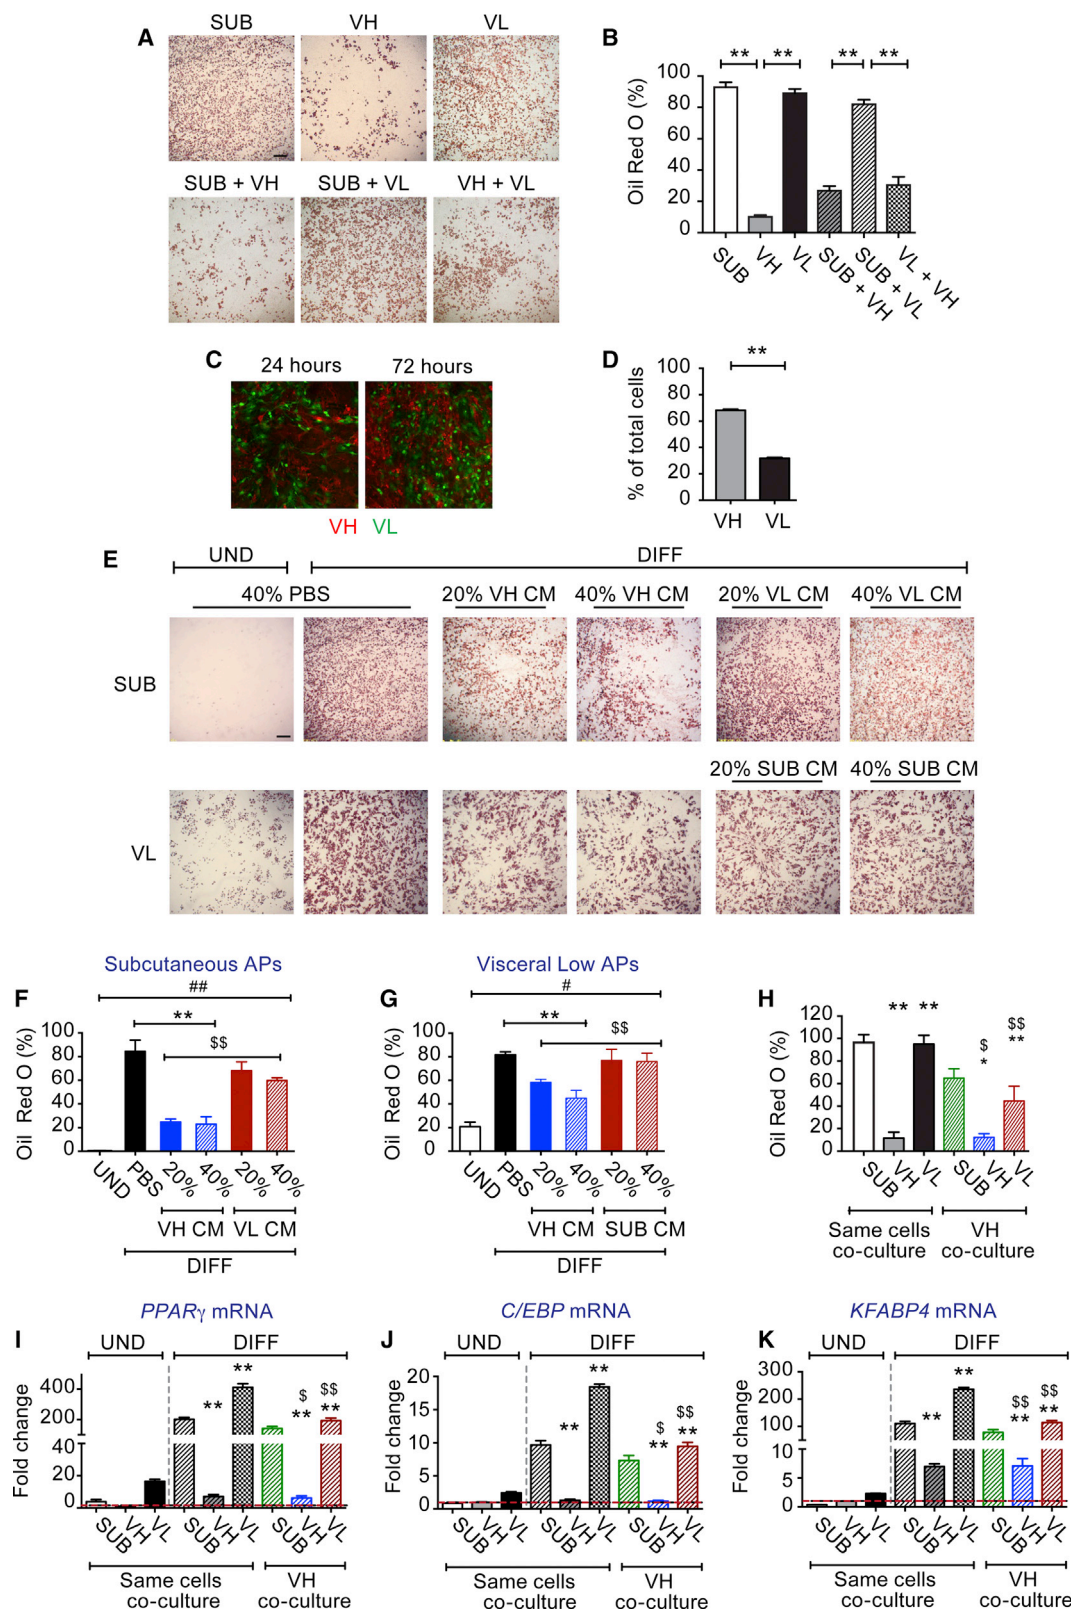 A
SUB
VH
VL
SUB + VH
SUB + VL
VH + VL
B
Oil Red O (%)
100
80
60
40
20
0
** ** ** **
SUB
VH
VL
SUB + VH
SUB + VL
VL + VH
C
24 hours
72 hours
VH VL
D
% of total cells
100
80
60
40
20
0
**
VH
VL
E
UND
DIFF
40% PBS
20% VH CM
40% VH CM
20% VL CM
40% VL CM
SUB
20% SUB CM
40% SUB CM
VL
F
Subcutaneous APs
##
**
$$
Oil Red O (%)
100
80
60
40
20
0
UND
PBS
20%
40%
20%
40%
VH CM
VL CM
DIFF
G
Visceral Low APs
#
**
$$
Oil Red O (%)
100
80
60
40
20
0
UND
PBS
20%
40%
20%
40%
VH CM
SUB CM
DIFF
H
Oil Red O (%)
120
80
40
0
** **
$
*
$$
**
SUB
VH
VL
SUB
VH
VL
Same cells
co-culture
VH
co-culture
I
PPARγ mRNA
UND
DIFF
Fold change
400
200
40
20
0
**
**
$
**
$$
**
SUB
VH
VL
SUB
VH
VL
SUB
VH
VL
Same cells
co-culture
VH
co-culture
J
C/EBP mRNA
UND
DIFF
Fold change
20
15
10
5
0
**
**
$
**
$$
**
SUB
VH
VL
SUB
VH
VL
SUB
VH
VL
Same cells
co-culture
VH
co-culture
K
KFABP4 mRNA
UND
DIFF
Fold change
300
200
100
10
5
0
**
**
$$
**
$$
**
SUB
VH
VL
SUB
VH
VL
SUB
VH
VL
Same cells
co-culture
VH
co-culture